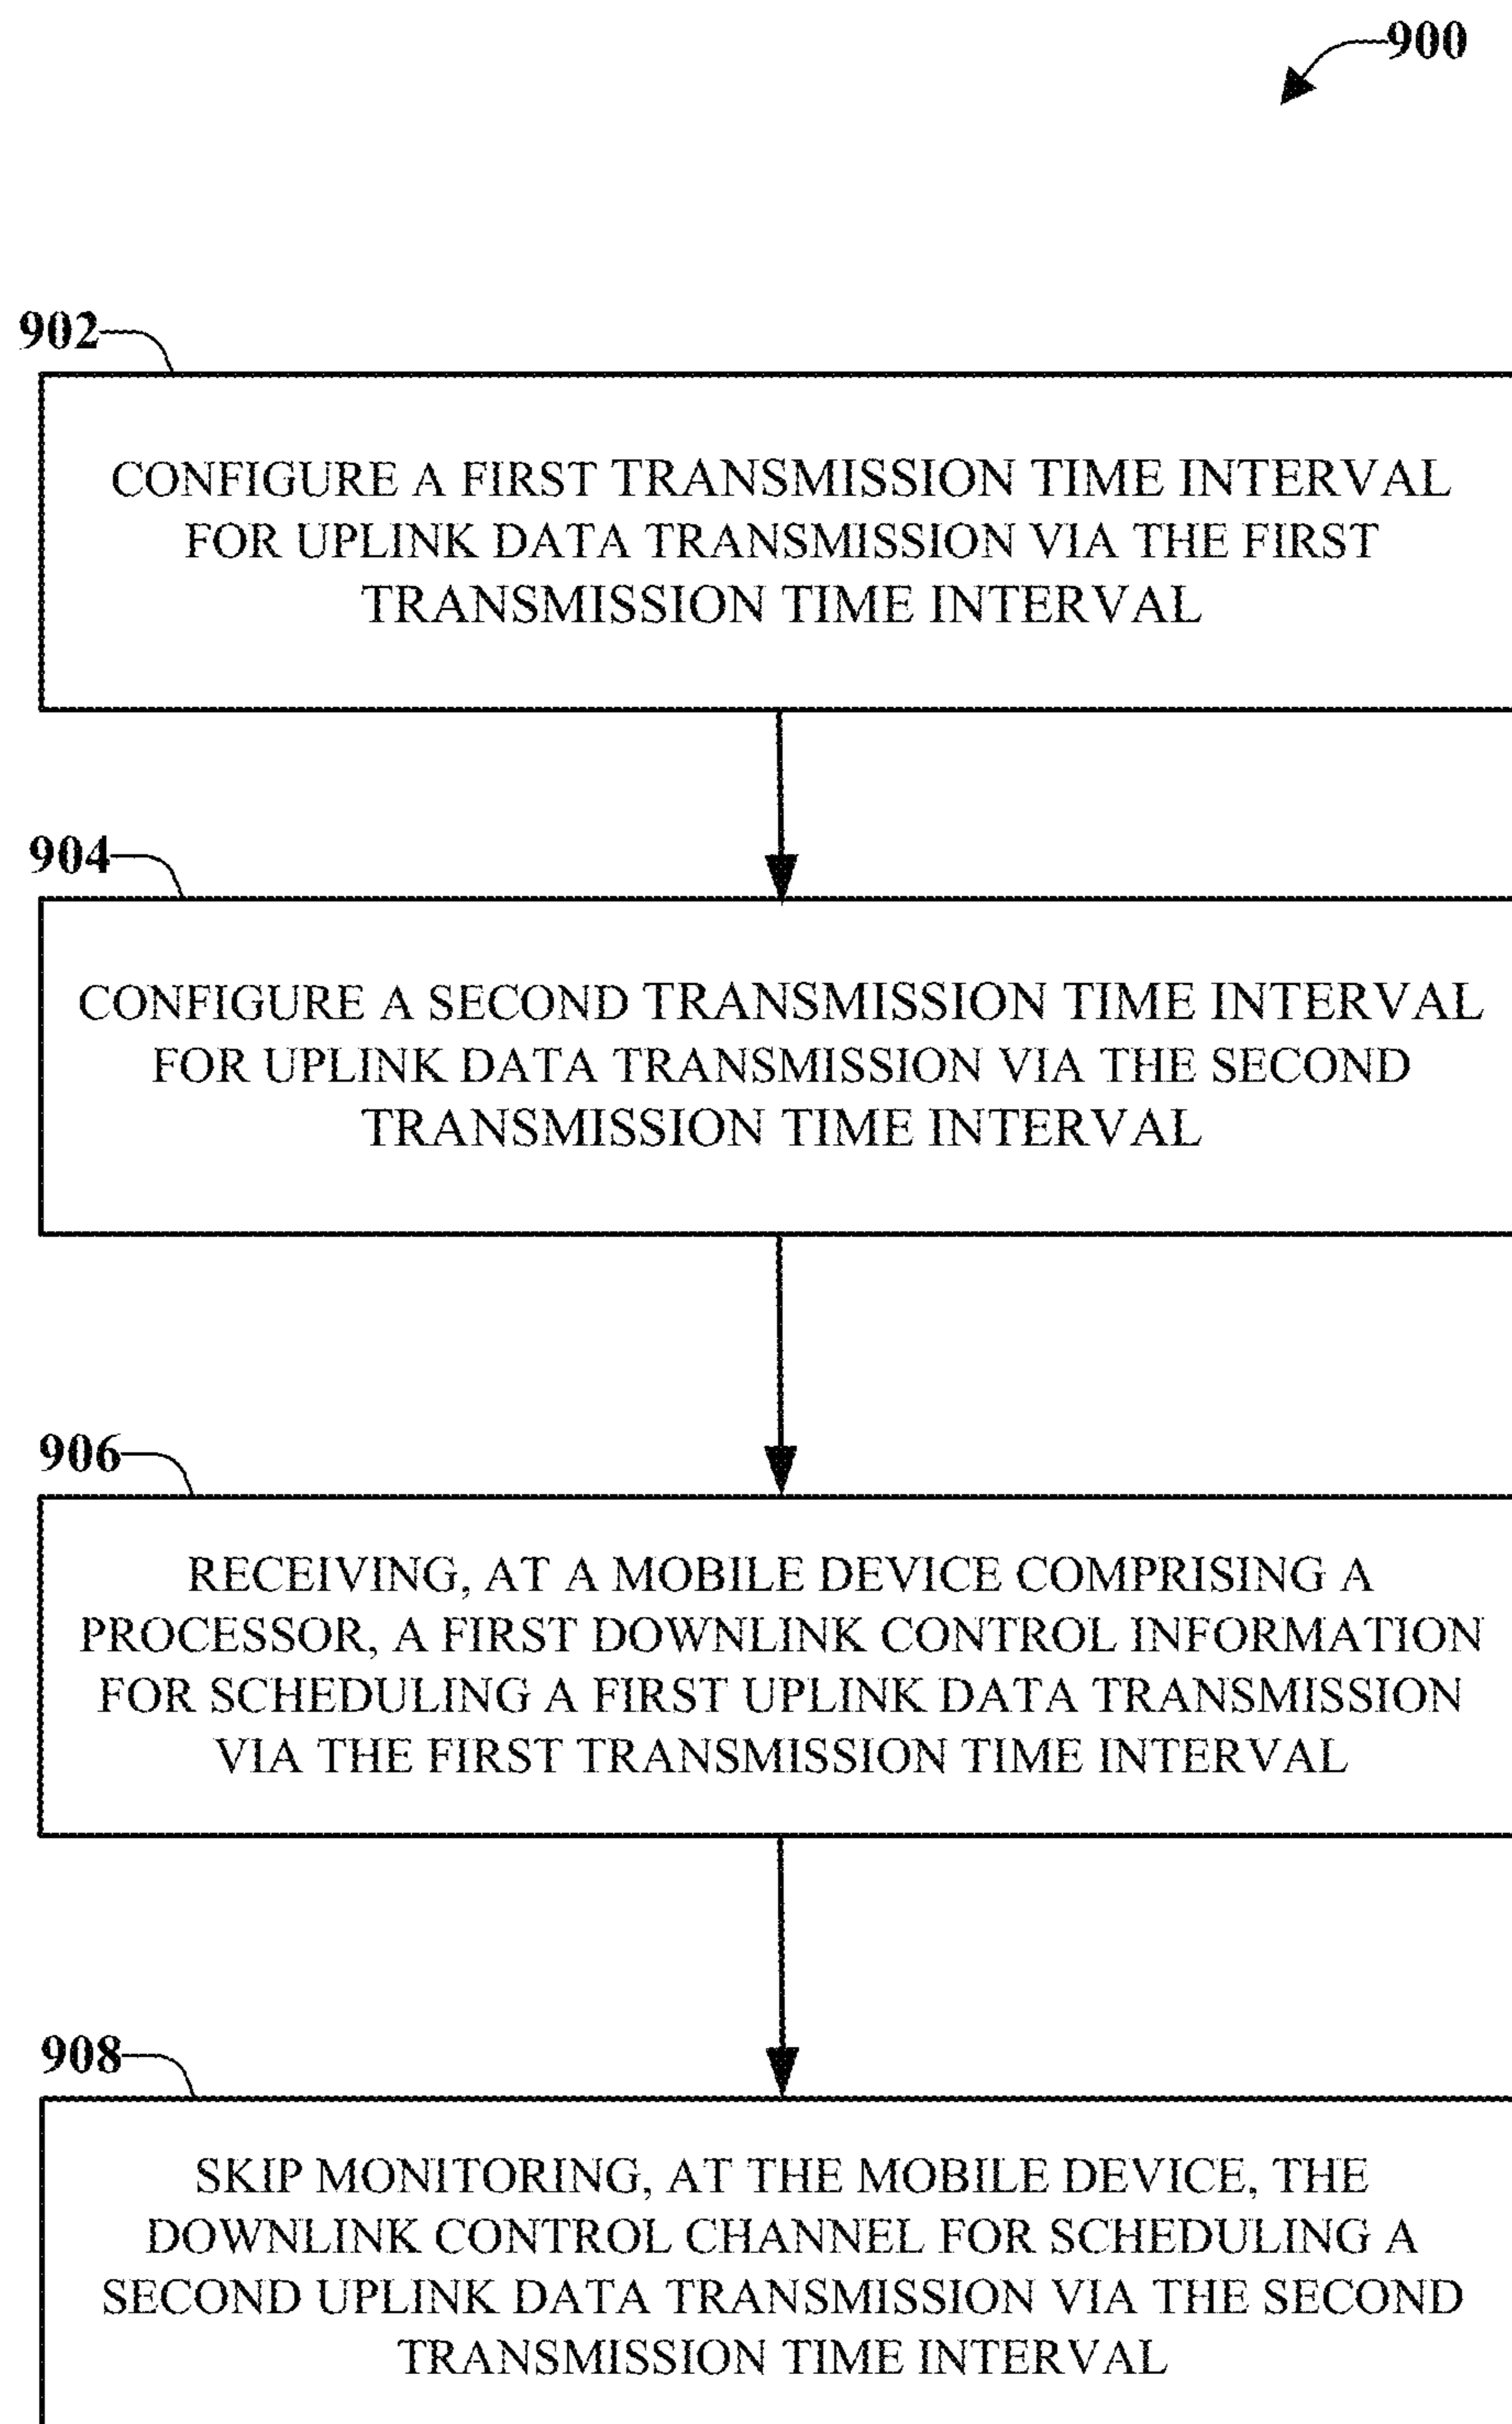 900
902
CONFIGURE A FIRST TRANSMISSION TIME INTERVAL
FOR UPLINK DATA TRANSMISSION VIA THE FIRST
TRANSMISSION TIME INTERVAL
904
CONFIGURE A SECOND TRANSMISSION TIME INTERVAL
FOR UPLINK DATA TRANSMISSION VIA THE SECOND
TRANSMISSION TIME INTERVAL
906
RECEIVING, AT A MOBILE DEVICE COMPRISING A
PROCESSOR, A FIRST DOWNLINK CONTROL INFORMATION
FOR SCHEDULING A FIRST UPLINK DATA TRANSMISSION
VIA THE FIRST TRANSMISSION TIME INTERVAL
908
SKIP MONITORING, AT THE MOBILE DEVICE, THE
DOWNLINK CONTROL CHANNEL FOR SCHEDULING A
SECOND UPLINK DATA TRANSMISSION VIA THE SECOND
TRANSMISSION TIME INTERVAL